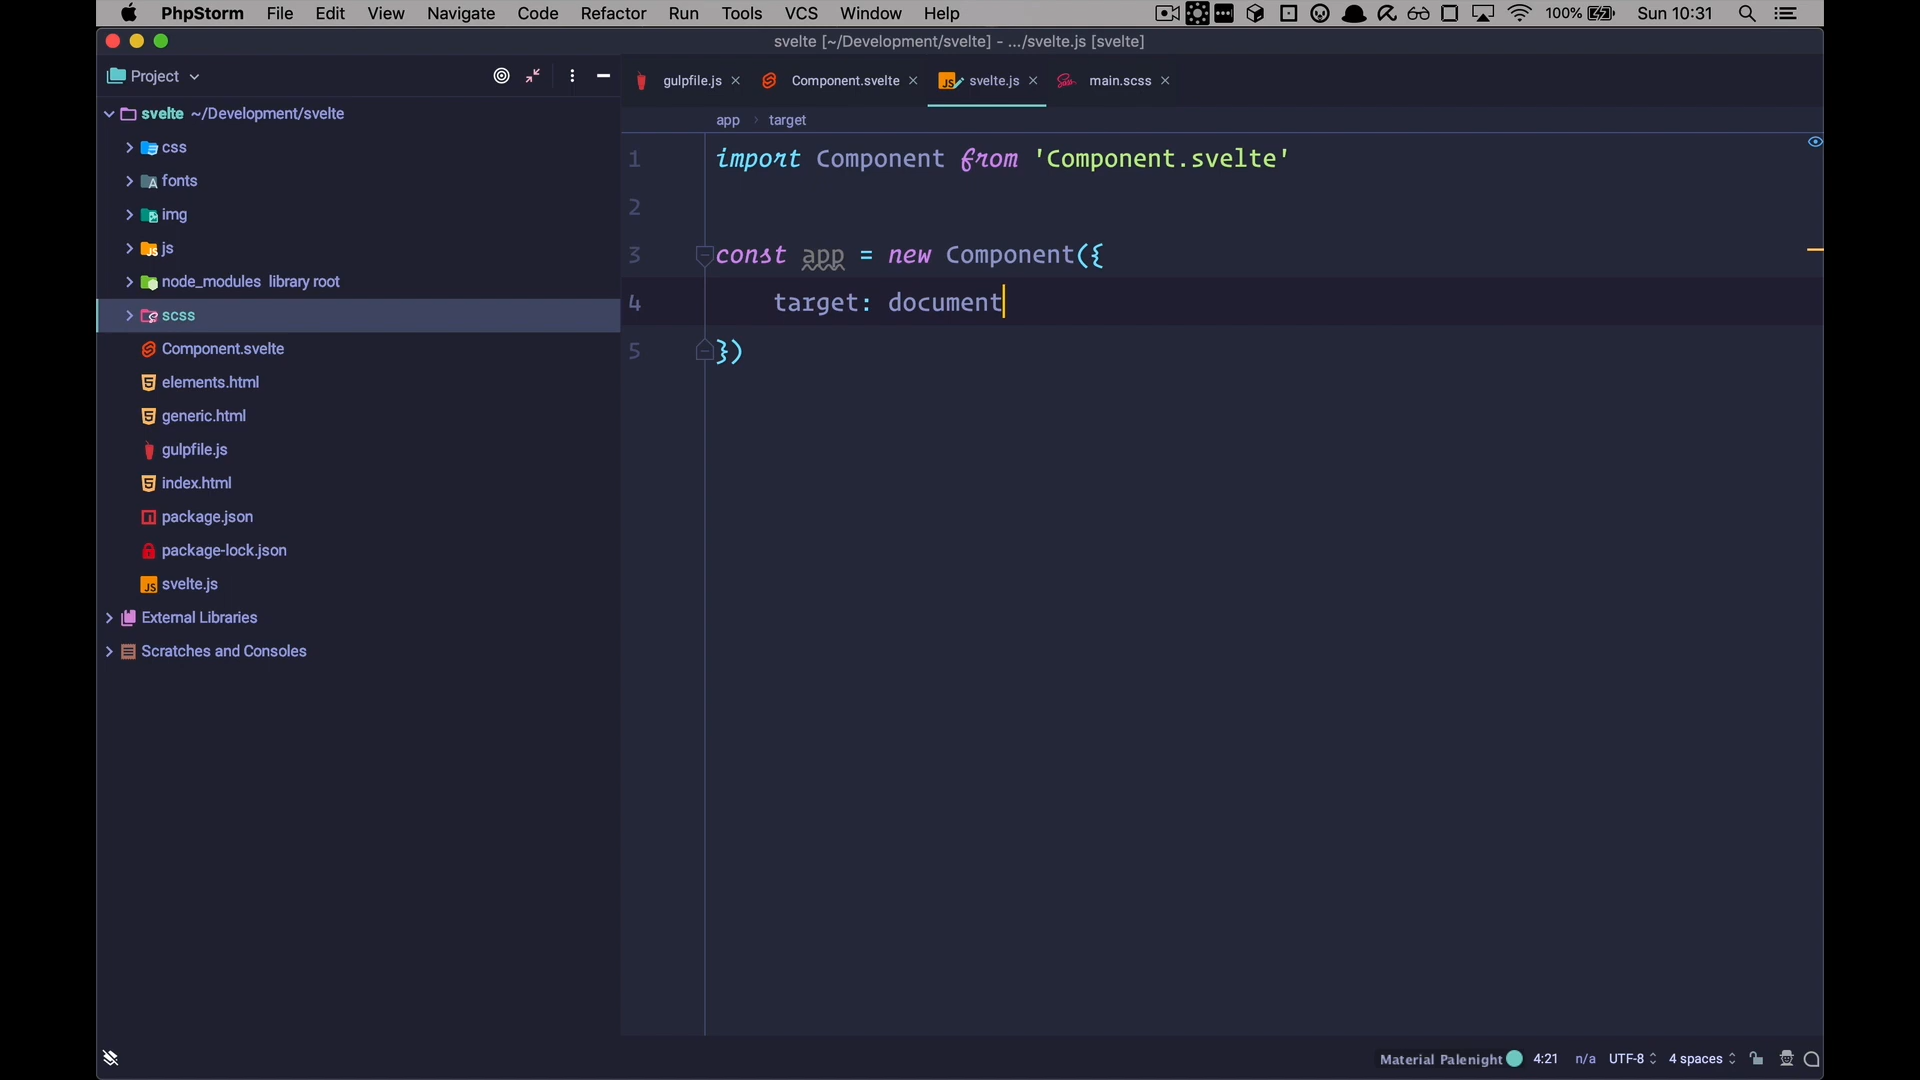 PhpStorm File Edit View Navigate Code Refactor Run Tools VCS Window Help 100% Sun 10:31
svelte [~/Development/svelte] - .../svelte.js [svelte]
Project
gulpfile.js Component.svelte svelte.js main.scss
app target
svelte ~/Development/svelte
css
fonts
img
js
node_modules library root
scss
Component.svelte
elements.html
generic.html
gulpfile.js
index.html
package.json
package-lock.json
svelte.js
External Libraries
Scratches and Consoles
1 import Component from 'Component.svelte'
2
3 const app = new Component({
4 target: document
5 })
Material Palenight 4:21 n/a UTF-8 4 spaces